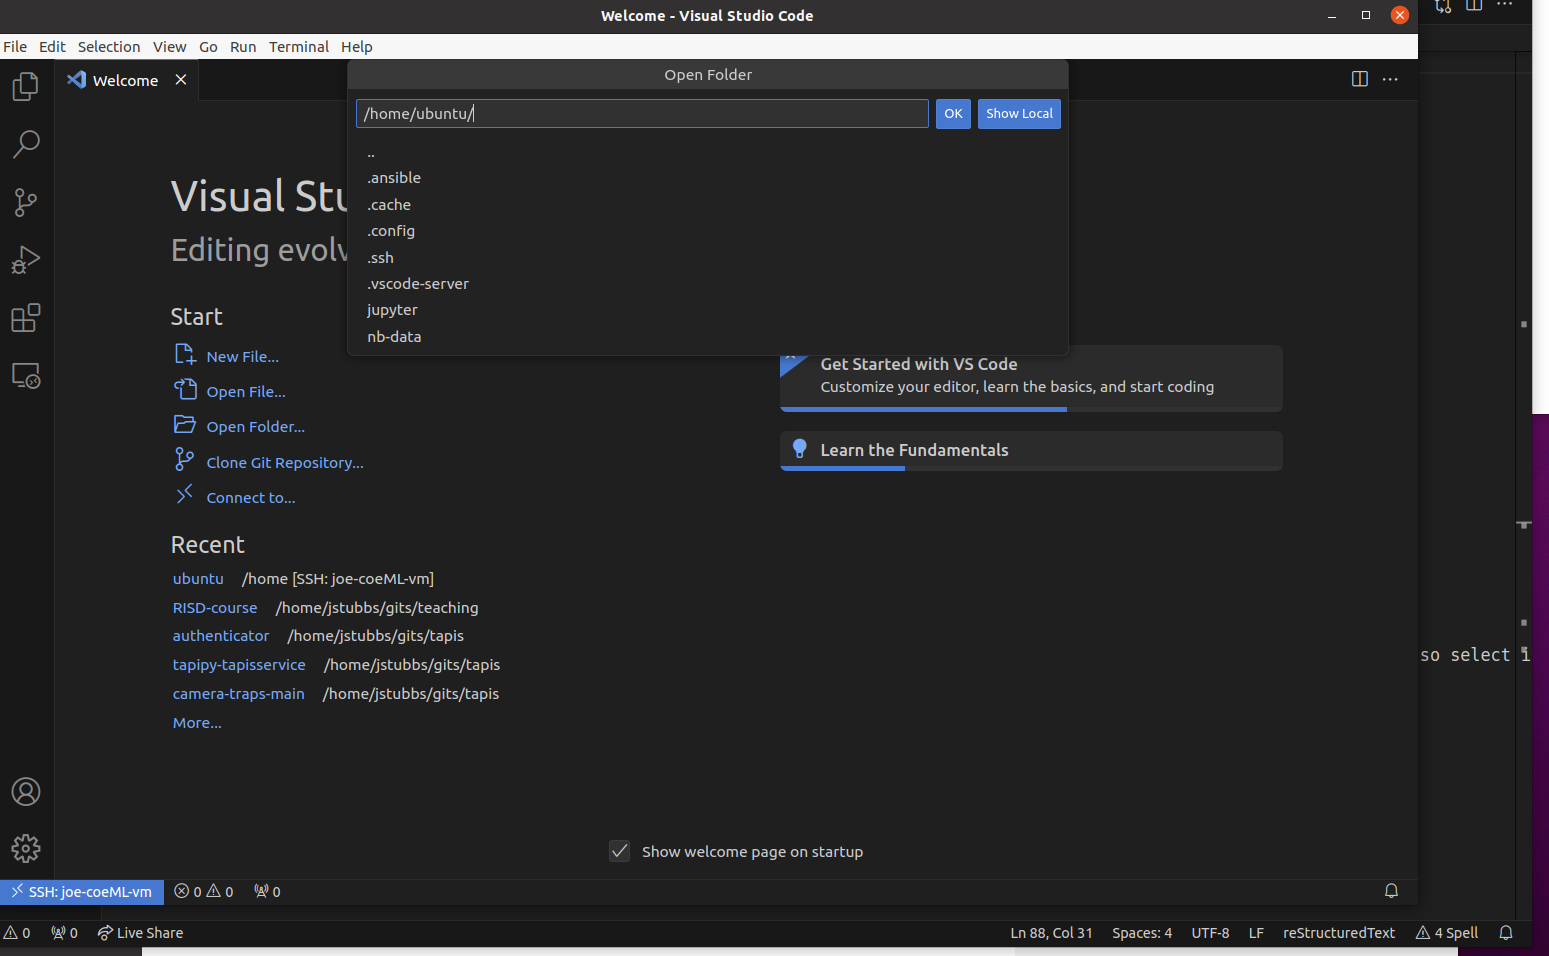 Welcome - Visual Studio Code
File Edit Selection View Go Run Terminal Help
Welcome
Open Folder
/home/ubuntu/
OK
Show Local
..
.ansible
.cache
.config
.ssh
.vscode-server
jupyter
nb-data
Visual Stu
Editing evolv
Start
New File...
Open File...
Open Folder...
Clone Git Repository...
Connect to...
Recent
ubuntu /home [SSH: joe-coeML-vm]
RISD-course /home/jstubbs/gits/teaching
authenticator /home/jstubbs/gits/tapis
tapipy-tapisservice /home/jstubbs/gits/tapis
camera-traps-main /home/jstubbs/gits/tapis
More...
Get Started with VS Code
Customize your editor, learn the basics, and start coding
Learn the Fundamentals
so select i
Show welcome page on startup
SSH: joe-coeML-vm 0 0 0
0 0 Live Share Ln 88, Col 31 Spaces: 4 UTF-8 LF reStructuredText 4 Spell